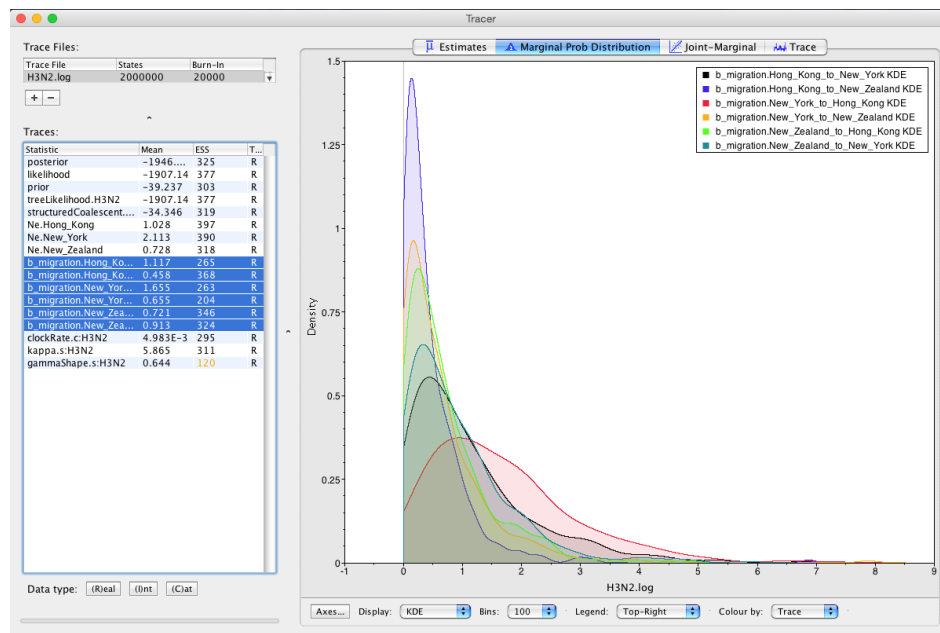 Tracer
Trace Files:
Trace File States Burn-In
H3N2.log 2000000 20000
+ −
Traces:
Statistic Mean ESS T...
posterior −1946.... 325 R
likelihood −1907.14 377 R
prior −39.237 303 R
treeLikelihood.H3N2 −1907.14 377 R
structuredCoalescent.... −34.346 319 R
Ne.Hong_Kong 1.028 397 R
Ne.New_York 2.113 390 R
Ne.New_Zealand 0.728 318 R
b_migration.Hong_Ko... 1.117 265 R
b_migration.Hong_Ko... 0.458 368 R
b_migration.New_Yor... 1.655 263 R
b_migration.New_Yor... 0.655 204 R
b_migration.New_Zea... 0.721 346 R
b_migration.New_Zea... 0.913 324 R
clockRate.c:H3N2 4.983E−3 295 R
kappa.s:H3N2 5.865 311 R
gammaShape.s:H3N2 0.644 120 R
Data type: (R)eal (I)nt (C)at
μ Estimates Marginal Prob Distribution Joint-Marginal Trace
b_migration.Hong_Kong_to_New_York KDE
b_migration.Hong_Kong_to_New_Zealand KDE
b_migration.New_York_to_Hong_Kong KDE
b_migration.New_York_to_New_Zealand KDE
b_migration.New_Zealand_to_Hong_Kong KDE
b_migration.New_Zealand_to_New_York KDE
1.5
1.25
1
0.75
0.5
0.25
0
Density
-1 0 1 2 3 4 5 6 7 8 9
H3N2.log
Axes... Display: KDE Bins: 100 Legend: Top-Right Colour by: Trace